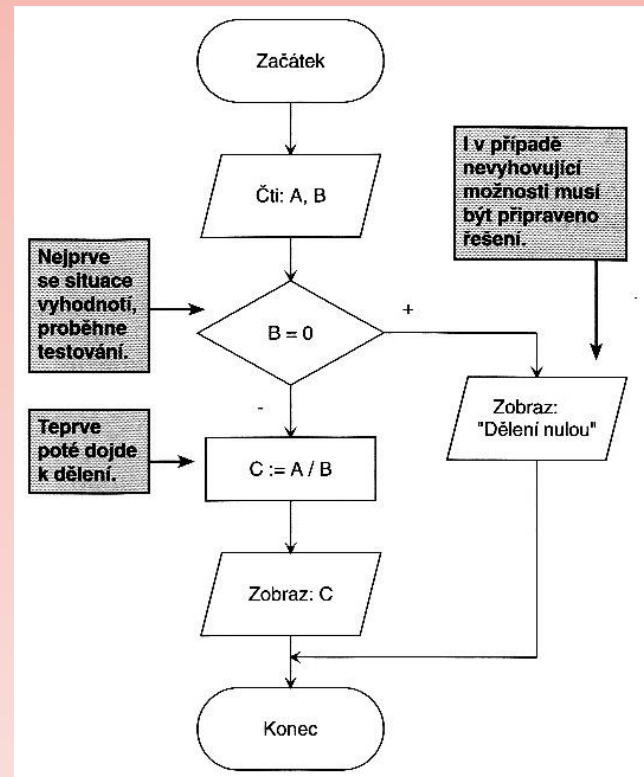 Začátek
Čti: A, B
I v případě
nevyhovující
možnosti musí
být připraveno
řešení.
Nejprve
se situace
vyhodnotí,
proběhne
testování.
B = 0
+
-
Zobraz:
"Dělení nulou"
Teprve
poté dojde
k dělení.
C := A / B
Zobraz: C
Konec